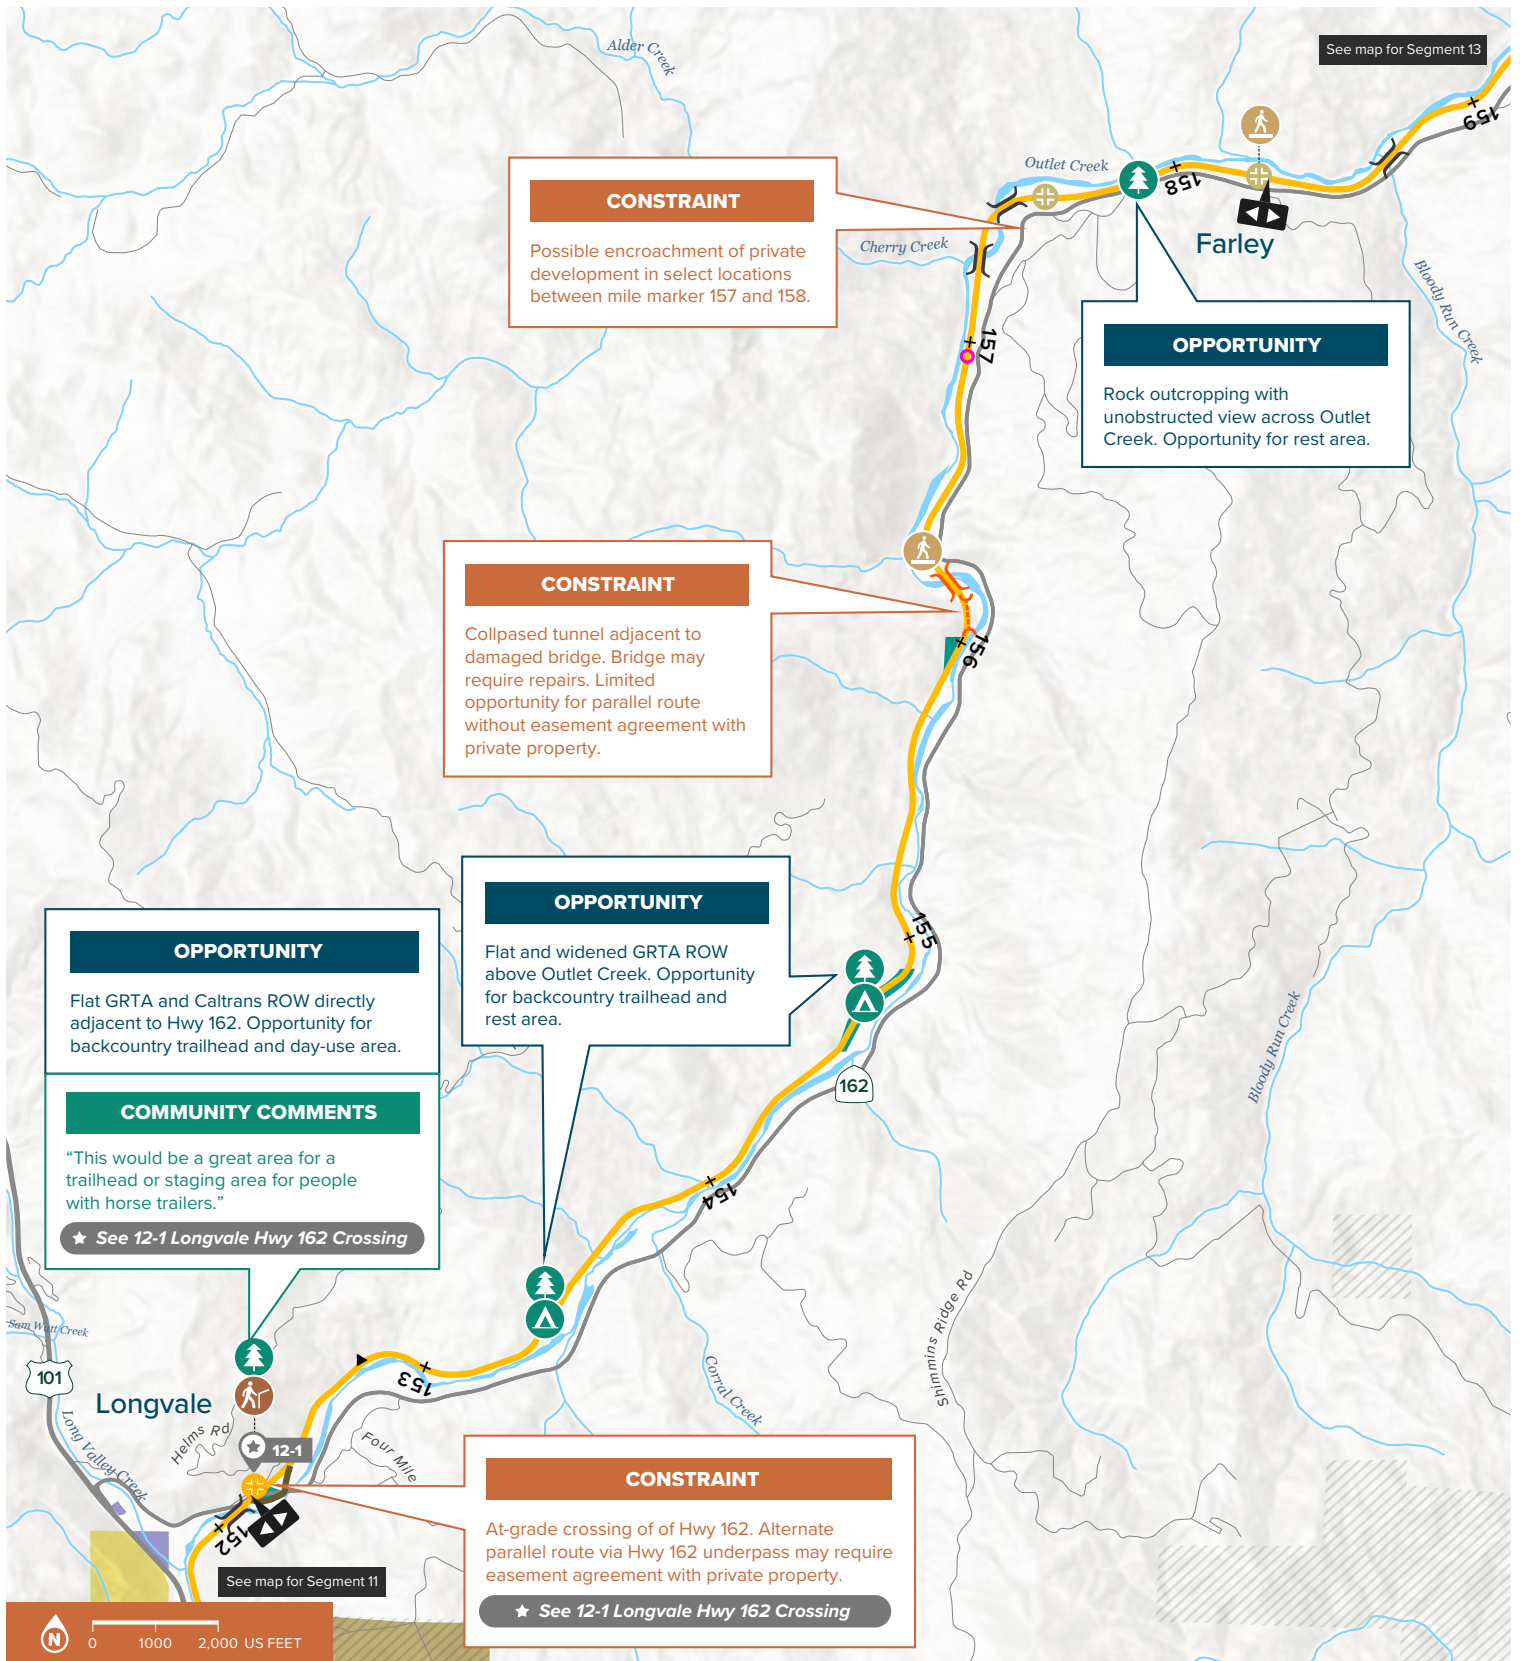 Alder Creek
See map for Segment 13
159
CONSTRAINT
Possible encroachment of private
development in select locations
between mile marker 157 and 158.
Outlet Creek
158
Farley
Cherry Creek
Bloody Run Creek
157
OPPORTUNITY
Rock outcropping with
unobstructed view across Outlet
Creek. Opportunity for rest area.
CONSTRAINT
Collpased tunnel adjacent to
damaged bridge. Bridge may
require repairs. Limited
opportunity for parallel route
without easement agreement with
private property.
156
OPPORTUNITY
Flat and widened GRTA ROW
above Outlet Creek. Opportunity
for backcountry trailhead and
rest area.
155
OPPORTUNITY
Flat GRTA and Caltrans ROW directly
adjacent to Hwy 162. Opportunity for
backcountry trailhead and day-use area.
162
Bloody Run Creek
COMMUNITY COMMENTS
“This would be a great area for a
trailhead or staging area for people
with horse trailers.”
See 12-1 Longvale Hwy 162 Crossing
154
Sam Watt Creek
101
Longvale
153
Corral Creek
Shimmins Ridge Rd
Long Valley Creek
Helms Rd
12-1
Four Mile
152
CONSTRAINT
At-grade crossing of of Hwy 162. Alternate
parallel route via Hwy 162 underpass may require
easement agreement with private property.
See 12-1 Longvale Hwy 162 Crossing
See map for Segment 11
N
0 1000 2,000 US FEET